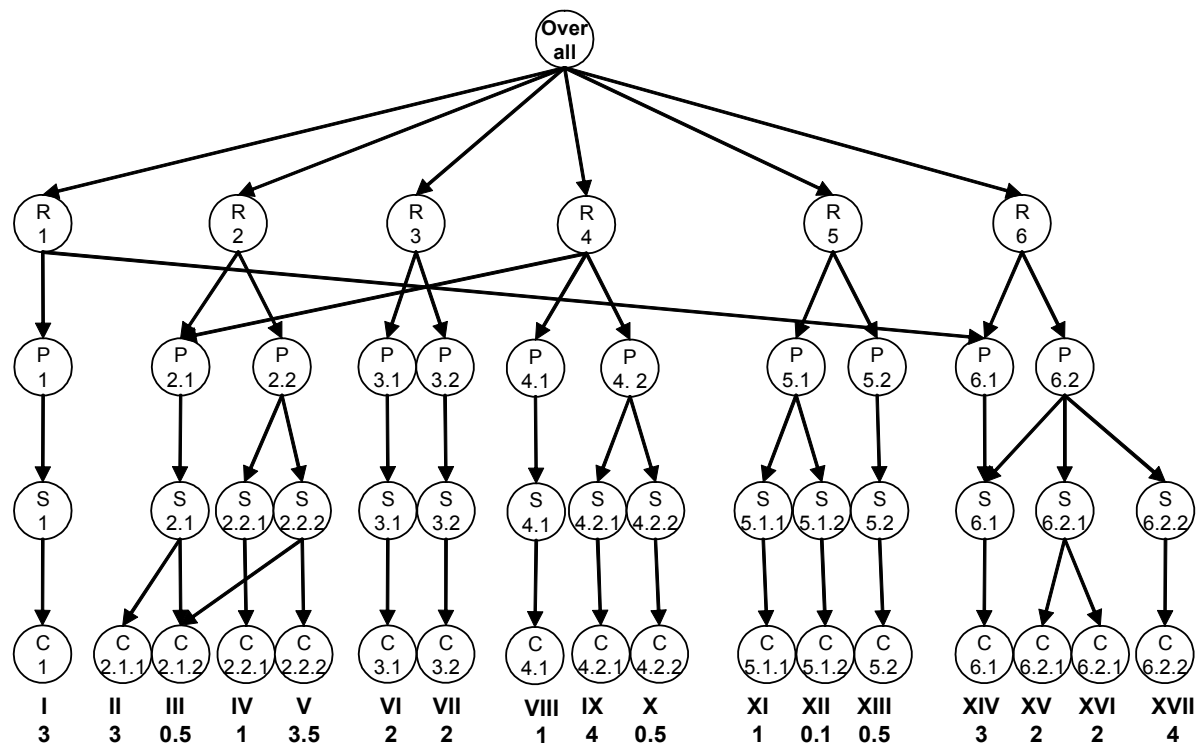 Over
all
R R R R R R
1 2 3 4 5 6
P P P P P P P P P P P P
1 2.1 2.2 3.1 3.2 4.1 4. 2 5.1 5.2 6.1 6.2
S S S S S S S S S S S S S S S
1 2.1 2.2.1 2.2.2 3.1 3.2 4.1 4.2.1 4.2.2 5.1.1 5.1.2 5.2 6.1 6.2.1 6.2.2
C C C C C C C C C C C C C C C C C
1 2.1.1 2.1.2 2.2.1 2.2.2 3.1 3.2 4.1 4.2.1 4.2.2 5.1.1 5.1.2 5.2 6.1 6.2.1 6.2.1 6.2.2
I II III IV V VI VII VIII IX X XI XII XIII XIV XV XVI XVII
3 3 0.5 1 3.5 2 2 1 4 0.5 1 0.1 0.5 3 2 2 4